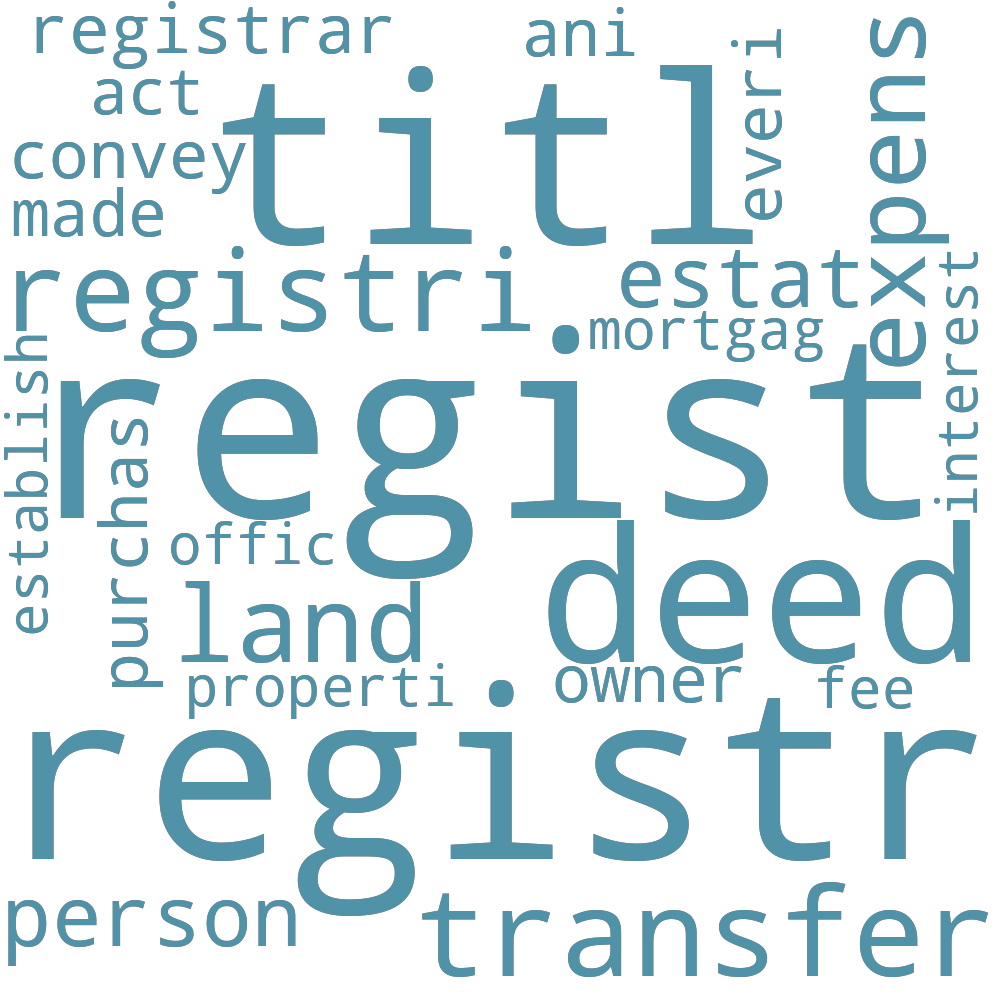 registrar
ani
act
titl
everi
expens
convey
made
registri
estat
interest
mortgag
establish
regist
purchas
offic
deed
land
properti
owner
fee
registr
person
transfer